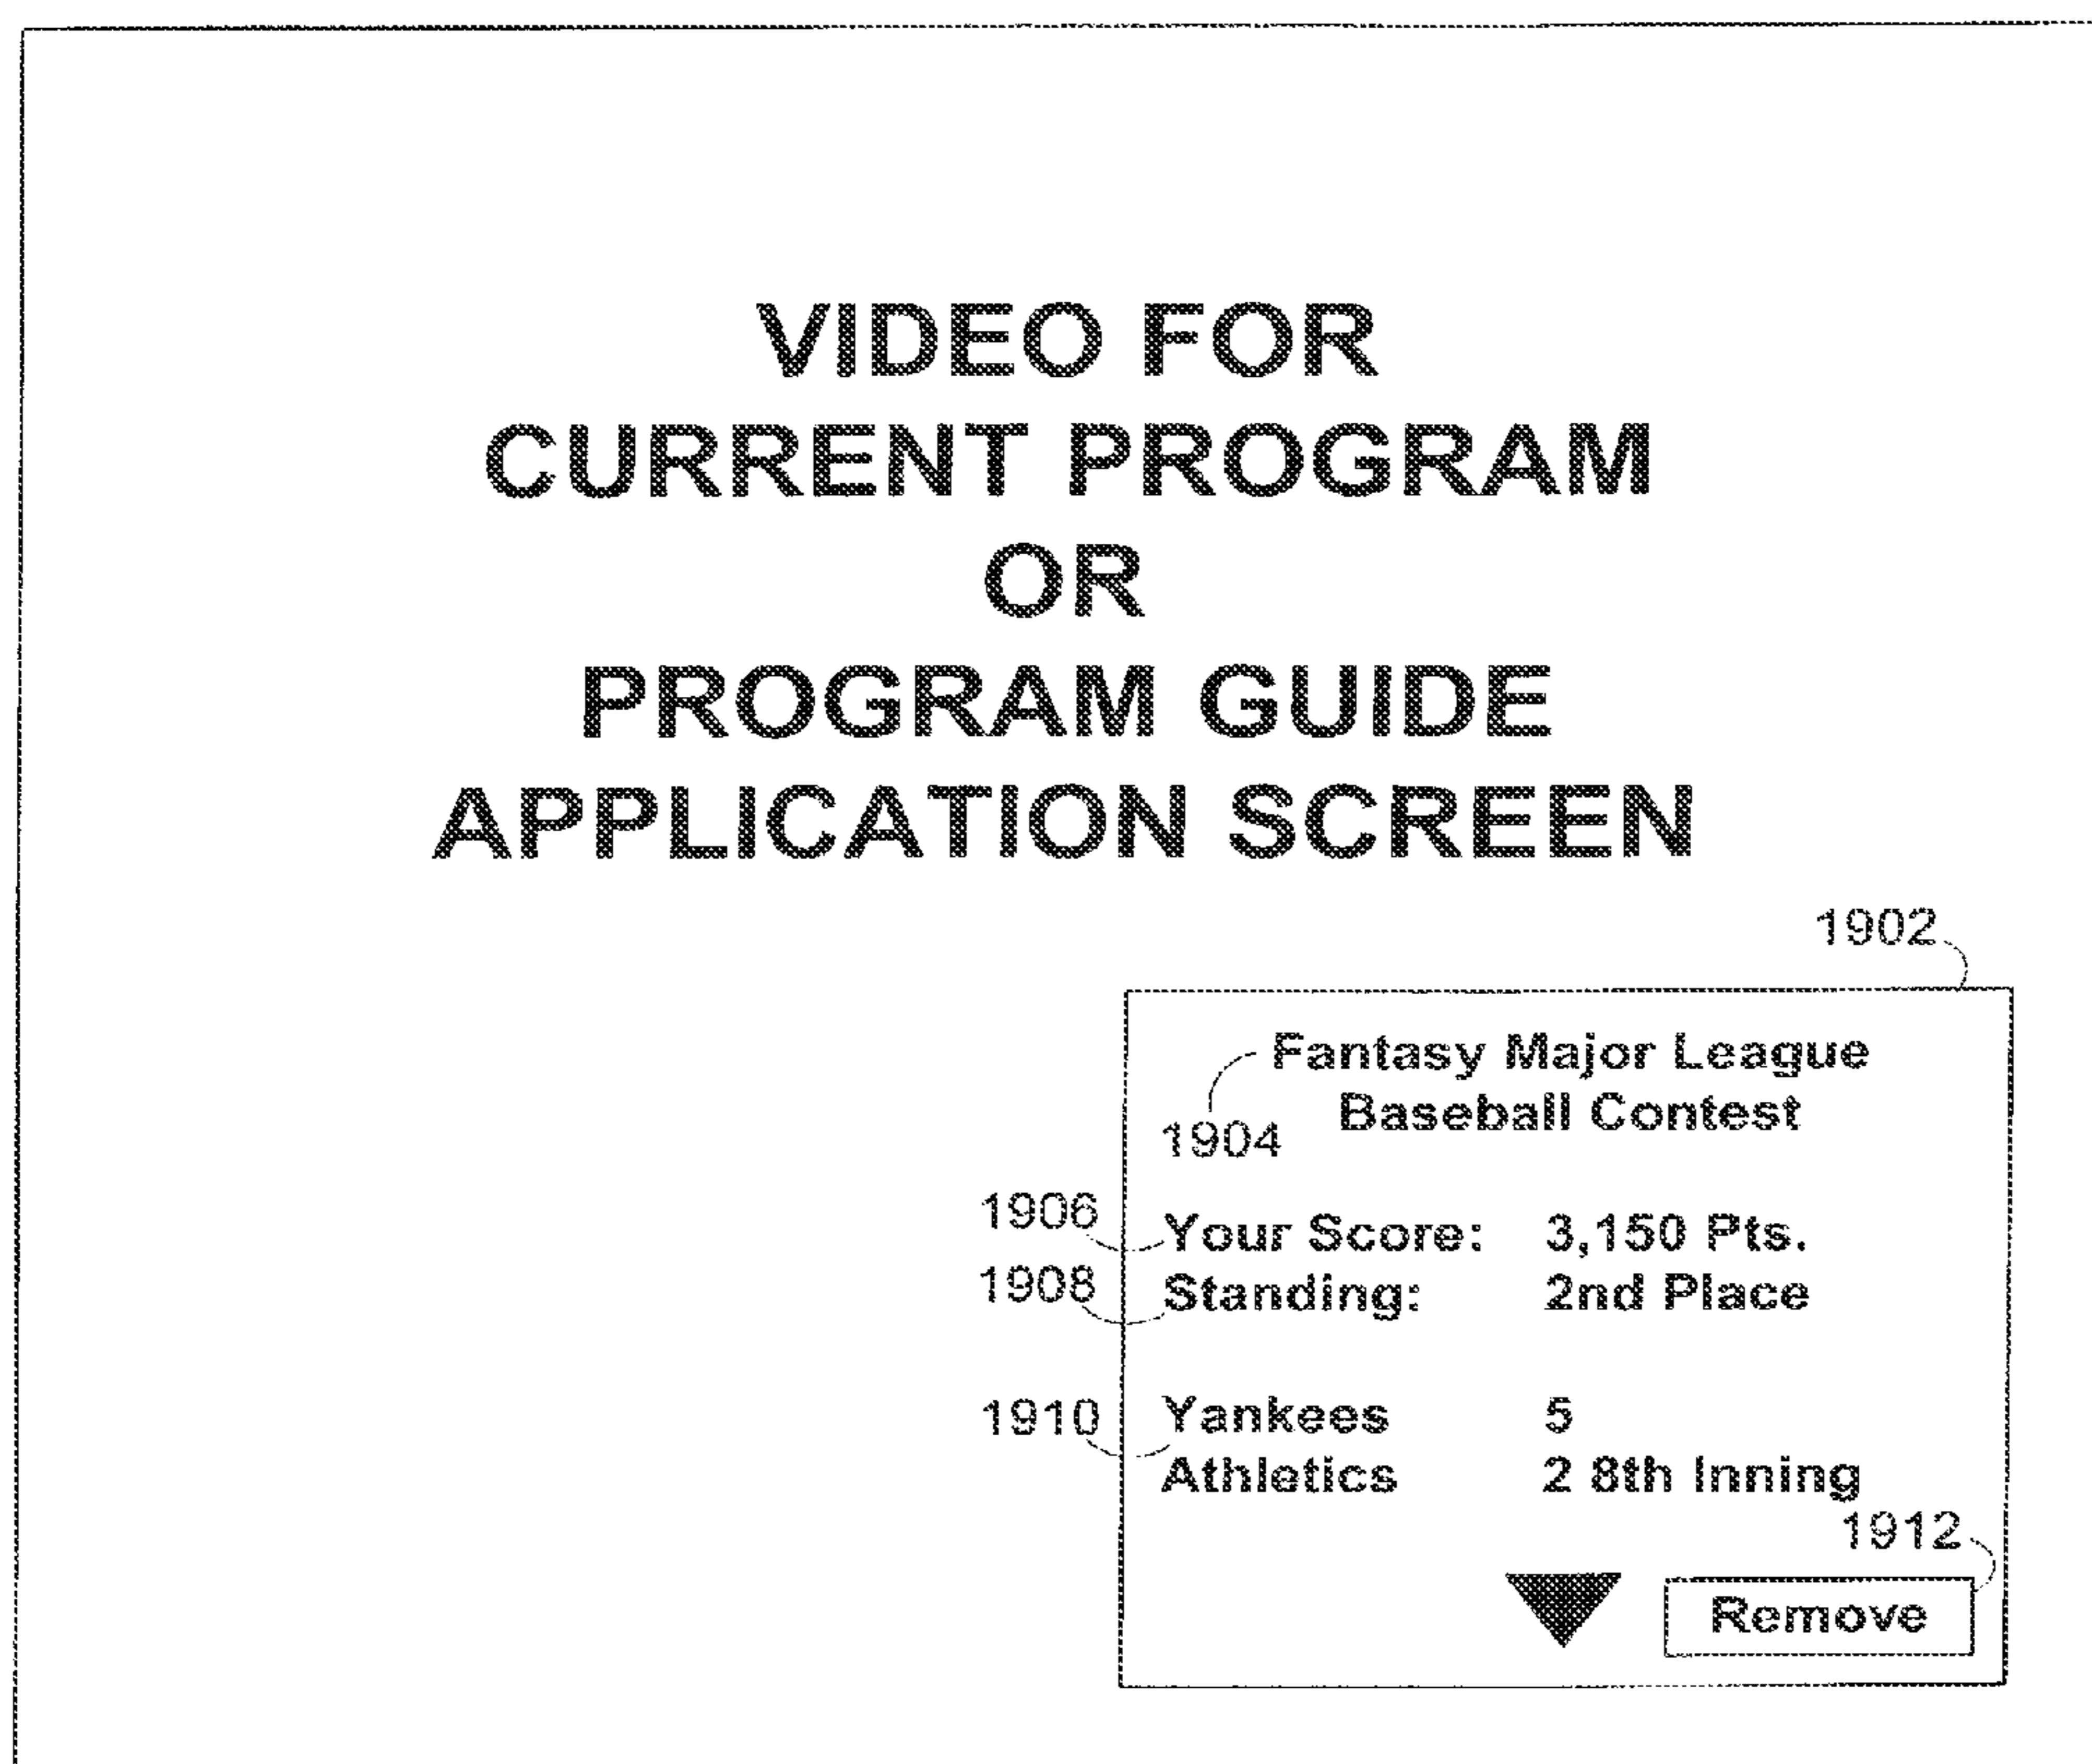 VIDEO FOR
CURRENT PROGRAM
OR
PROGRAM GUIDE
APPLICATION SCREEN
1902
Fantasy Major League
Baseball Contest
1904
1906
Your Score: 3,150 Pts.
1908
Standing: 2nd Place
1910
Yankees 5
Athletics 2 8th Inning
1912
Remove